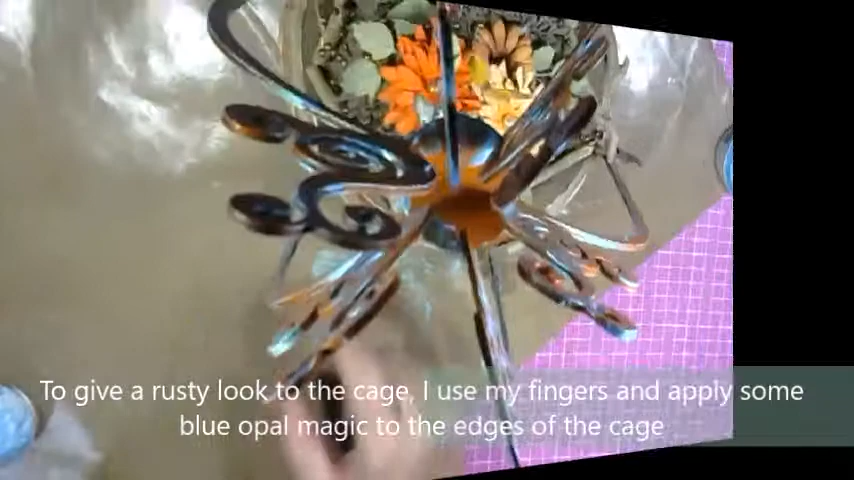 To give a rusty look to the cage, I use my fingers and apply some
blue opal magic to the edges of the cage